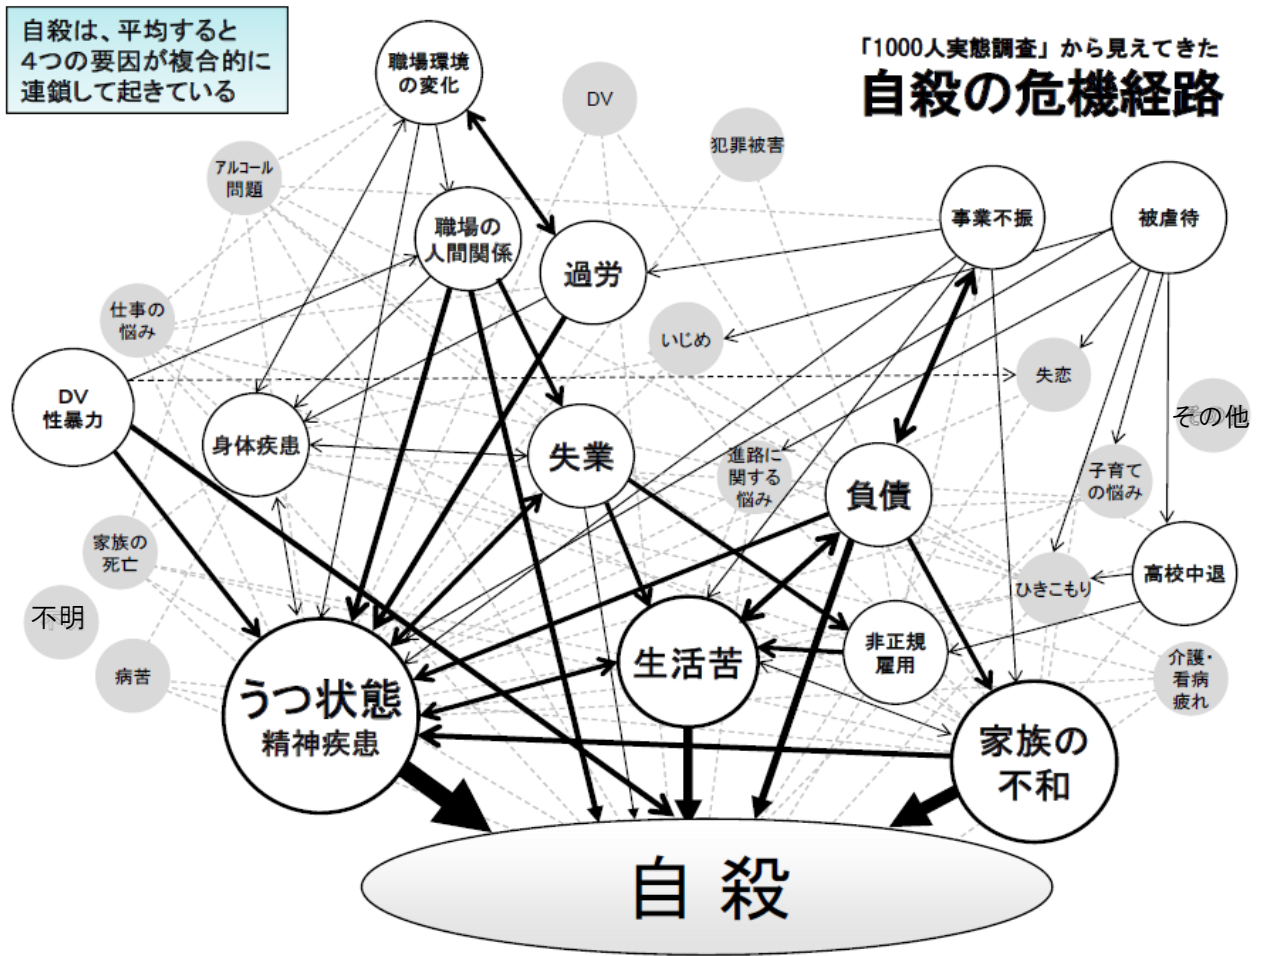 自殺は、平均すると
4つの要因が複合的に
連鎖して起きている
「1000人実態調査」から見えてきた
自殺の危機経路
職場環境
の変化
DV
犯罪被害
アルコール
問題
職場の
人間関係
過労
事業不振
被虐待
仕事の
悩み
いじめ
失恋
その他
DV
性暴力
身体疾患
失業
進路に
関する
悩み
負債
子育て
の悩み
家族の
死亡
ひきこもり
高校中退
不明
病苦
うつ状態
精神疾患
生活苦
非正規
雇用
介護・
看病
疲れ
家族の
不和
自殺